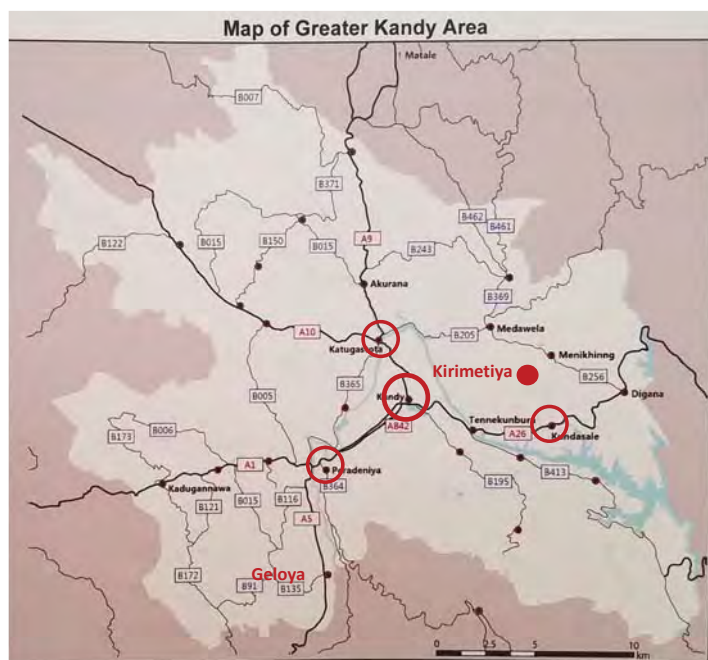 Map of Greater Kandy Area
↑ Matale
B007
B371
B462
B461
B122
B015
B150
B015
A9
B243
Akurana
B369
A10
Katugastota
B205
Medawela
Menikhinng
Kirimetiya
B365
B256
B005
Kandy
Digana
Tennekunbura
A26
Kundasale
AB42
B173
B006
A1
Peradeniya
B413
B195
Kadugannawa
B116
B364
B121
B015
A5
B172
Geloya
B91
B135
0 2.5 5 10
km